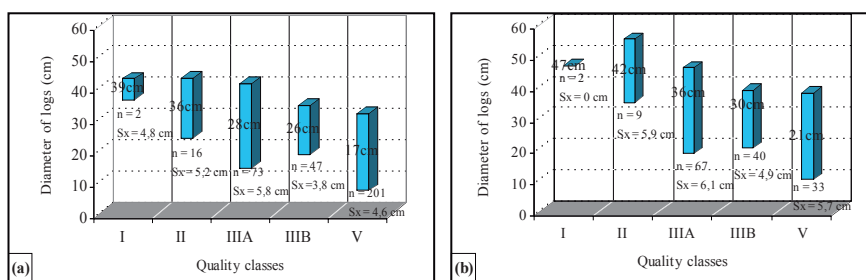 60
50
40
30
20
10
0
Diameter of logs (cm)
39cm
n = 2
Sx = 4,8 cm
36cm
n = 16
Sx = 5,2 cm
28cm
n = 73
Sx = 5,8 cm
26cm
n = 47
Sx =3,8 cm
17cm
n = 201
Sx = 4,6 cm
I II IIIA IIIB V
Quality classes
(a)
60
50
40
30
20
10
0
Diameter of logs (cm)
47cm
n = 2
Sx = 0 cm
42cm
n = 9
Sx = 5,9 cm
36cm
n = 67
Sx = 6,1 cm
30cm
n = 40
Sx = 4,9 cm
21cm
n = 33
Sx = 5,7 cm
I II IIIA IIIB V
Quality classes
(b)